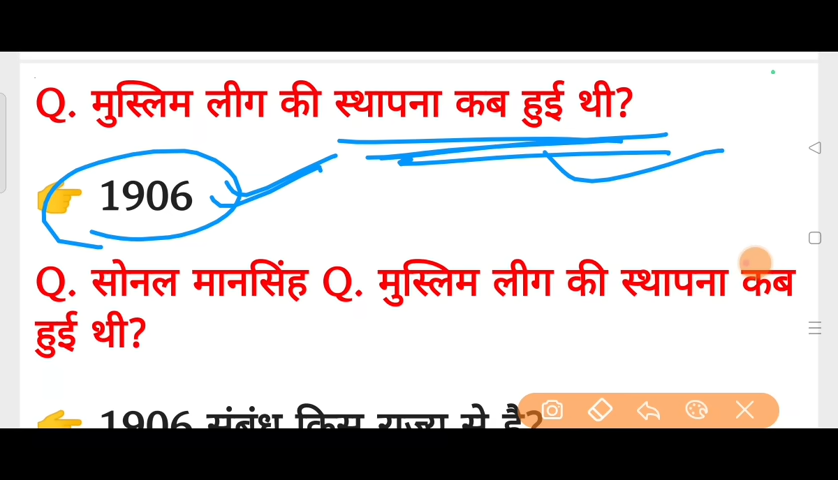 Q. मुस्लिम लीग की स्थापना कब हुई थी?
👉 1906
Q. सोनल मानसिंह Q. मुस्लिम लीग की स्थापना कब
हुई थी?
👉 1906 संबंध किस राज्य से है?